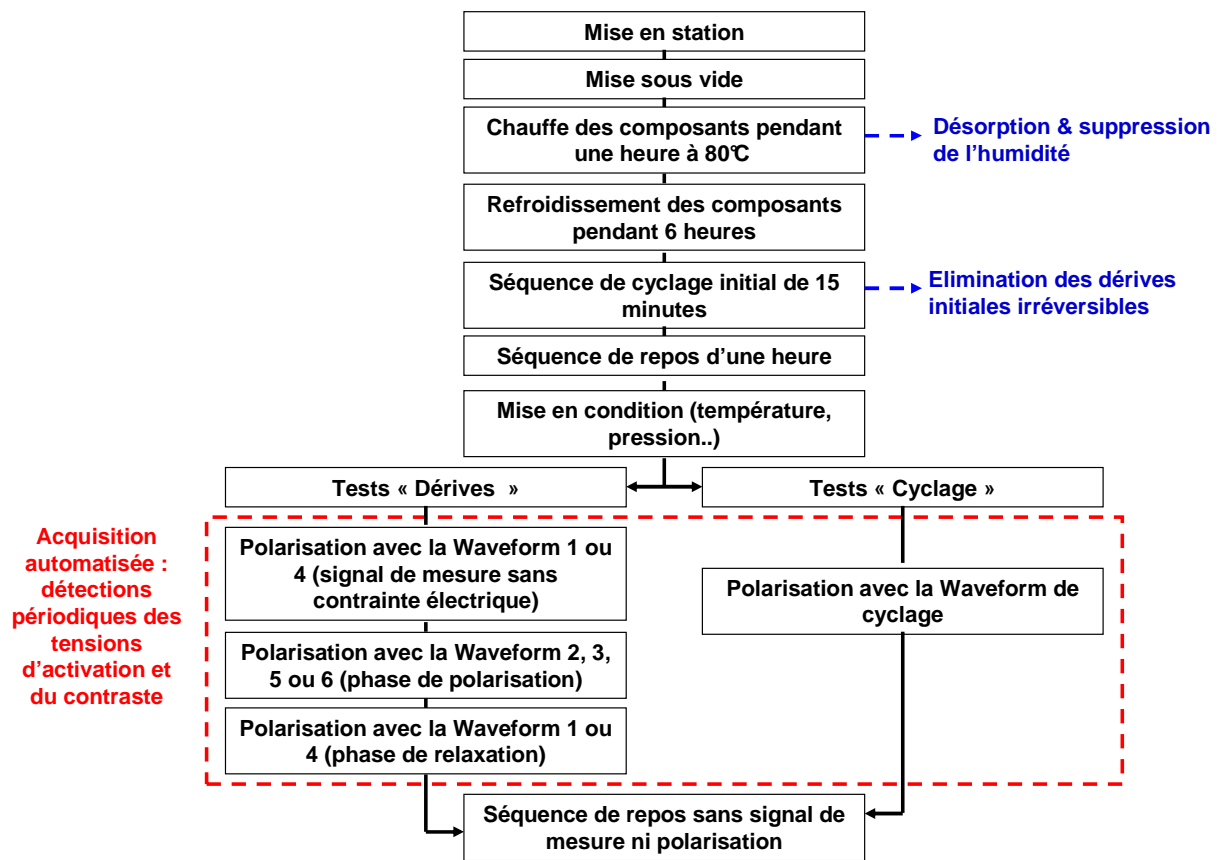 Mise en station
Mise sous vide
Chauffe des composants pendant
une heure à 80℃
Désorption & suppression
de l'humidité
Refroidissement des composants
pendant 6 heures
Séquence de cyclage initial de 15
minutes
Elimination des dérives
initiales irréversibles
Séquence de repos d'une heure
Mise en condition (température,
pression..)
Tests « Dérives »
Tests « Cyclage »
Acquisition
automatisée :
détections
périodiques des
tensions
d'activation et
du contraste
Polarisation avec la Waveform 1 ou
4 (signal de mesure sans
contrainte électrique)
Polarisation avec la Waveform de
cyclage
Polarisation avec la Waveform 2, 3,
5 ou 6 (phase de polarisation)
Polarisation avec la Waveform 1 ou
4 (phase de relaxation)
Séquence de repos sans signal de
mesure ni polarisation